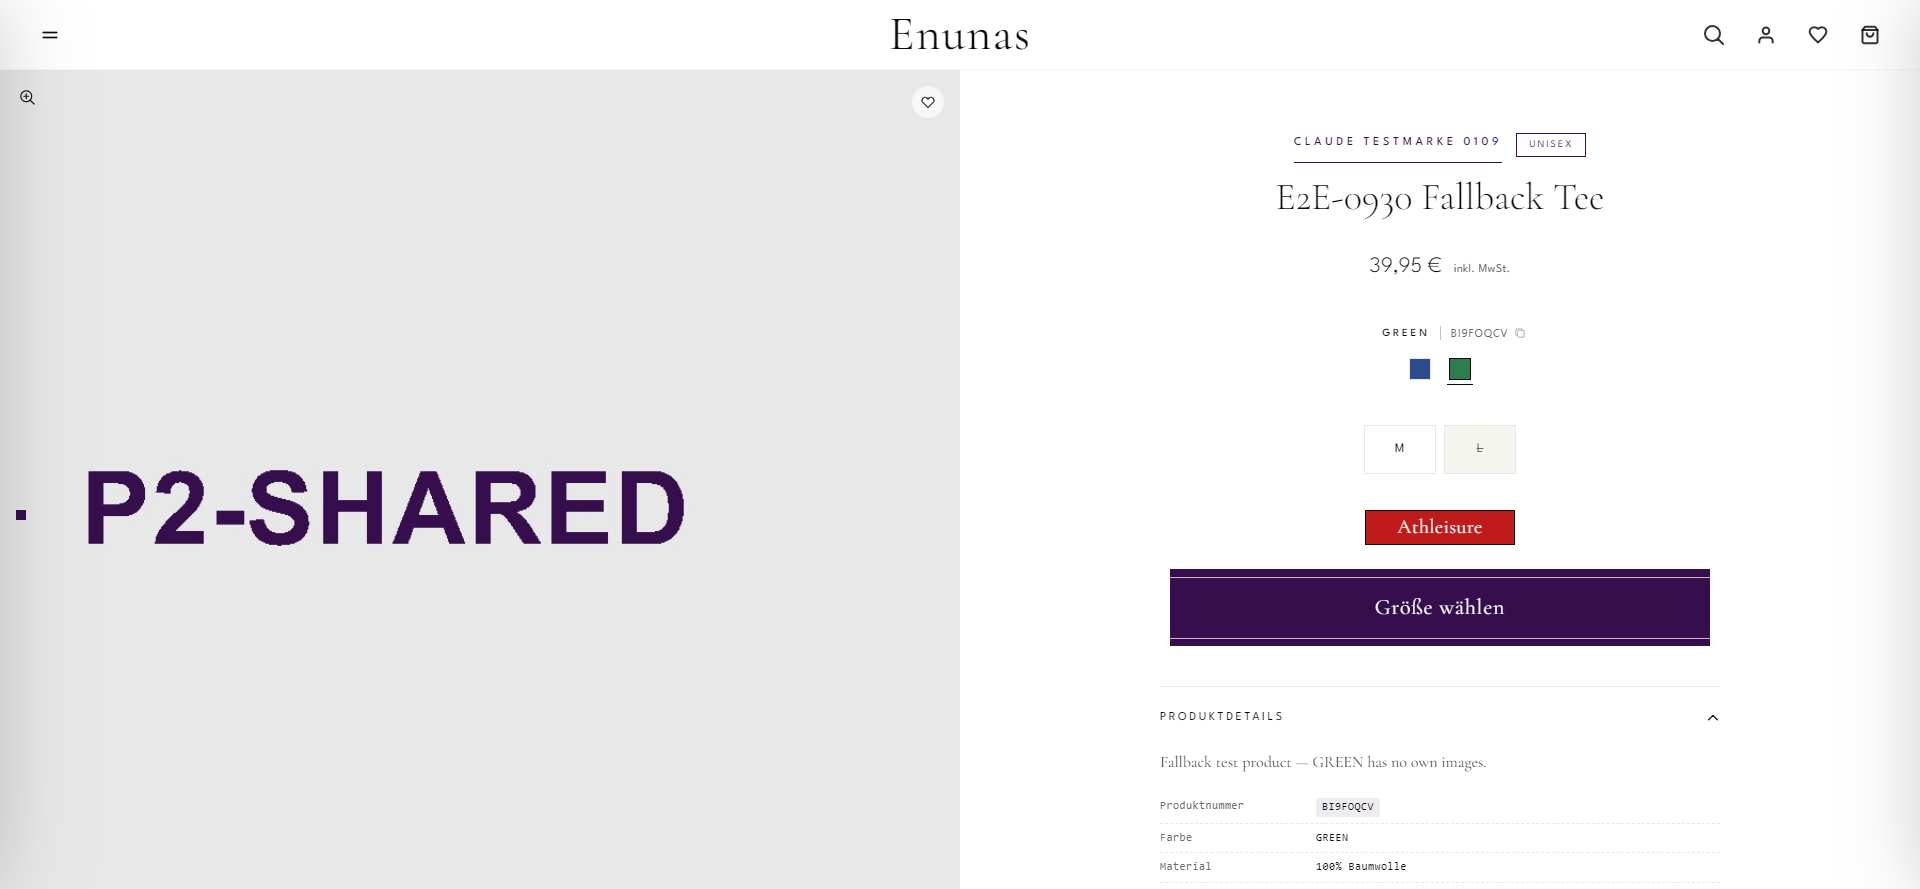 Enunas
P2-SHARED
CLAUDE TESTMARKE 0109 UNISEX
E2E-0930 Fallback Tee
39,95 € inkl. MwSt.
GREEN BI9FOQCV
M L
Athleisure
Größe wählen
PRODUKTDETAILS
Fallback test product — GREEN has no own images.
Produktnummer BI9FOQCV
Farbe GREEN
Material 100% Baumwolle